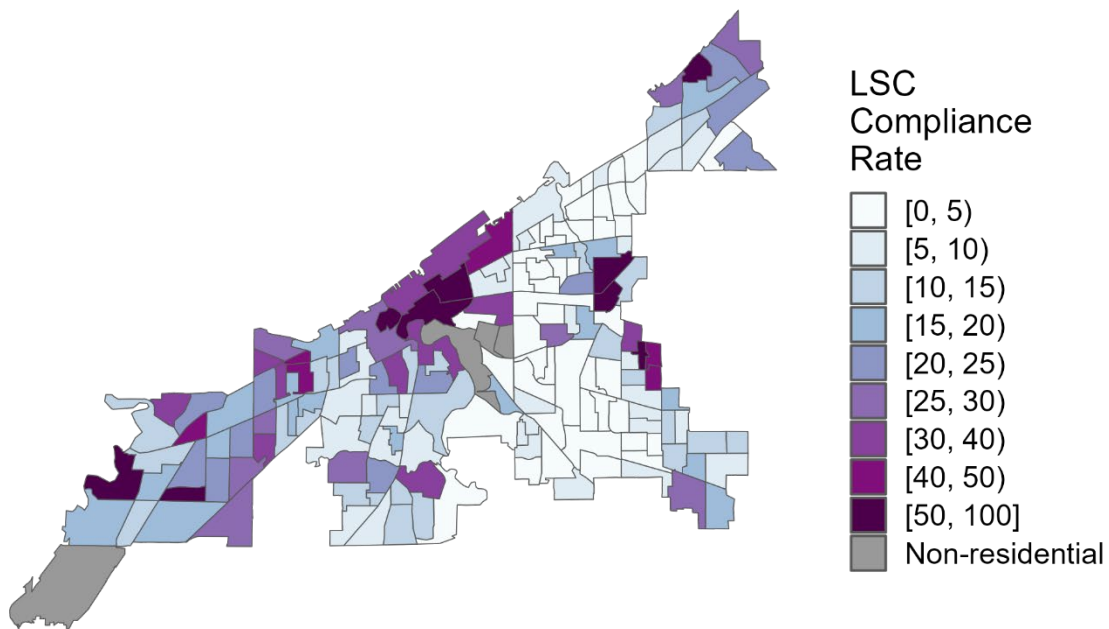 LSC
Compliance
Rate
[0, 5)
[5, 10)
[10, 15)
[15, 20)
[20, 25)
[25, 30)
[30, 40)
[40, 50)
[50, 100]
Non-residential